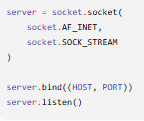 server = socket.socket(
    socket.AF_INET,
    socket.SOCK_STREAM
)

server.bind((HOST, PORT))
server.listen()